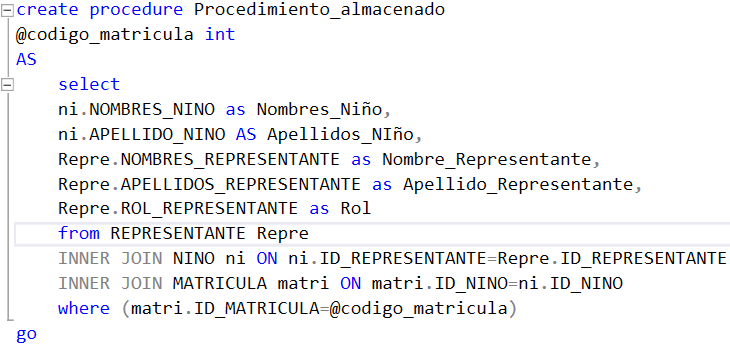 create procedure Procedimiento_almacenado
@codigo_matricula int
AS
select
ni.NOMBRES_NINO as Nombres_Niño,
ni.APELLIDO_NINO AS Apellidos_NIño,
Repre.NOMBRES_REPRESENTANTE as Nombre_Representante,
Repre.APELLIDOS_REPRESENTANTE as Apellido_Representante,
Repre.ROL_REPRESENTANTE as Rol
from REPRESENTANTE Repre
INNER JOIN NINO ni ON ni.ID_REPRESENTANTE=Repre.ID_REPRESENTANTE
INNER JOIN MATRICULA matri ON matri.ID_NINO=ni.ID_NINO
where (matri.ID_MATRICULA=@codigo_matricula)
go